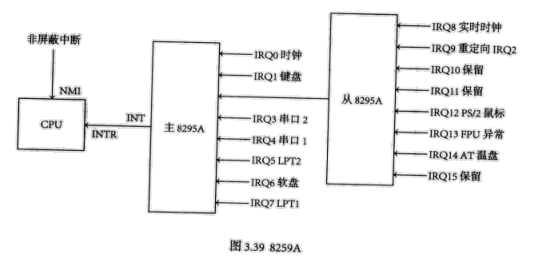 非屏蔽中断
NMI
CPU
INT
INTR
主 8295A
IRQ0 时钟
IRQ1 键盘
IRQ3 串口 2
IRQ4 串口 1
IRQ5 LPT2
IRQ6 软盘
IRQ7 LPT1
从 8295A
IRQ8 实时时钟
IRQ9 重定向 IRQ2
IRQ10 保留
IRQ11 保留
IRQ12 PS/2 鼠标
IRQ13 FPU 异常
IRQ14 AT 温盘
IRQ15 保留
图 3.39 8259A